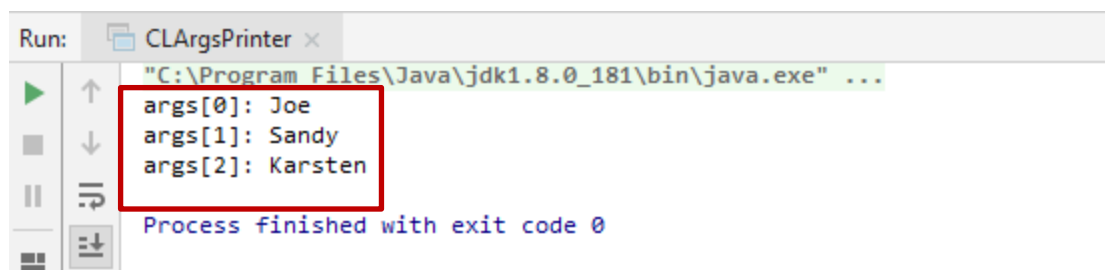 Run: CLArgsPrinter ×
"C:\Program Files\Java\jdk1.8.0_181\bin\java.exe" ...
args[0]: Joe
args[1]: Sandy
args[2]: Karsten
Process finished with exit code 0